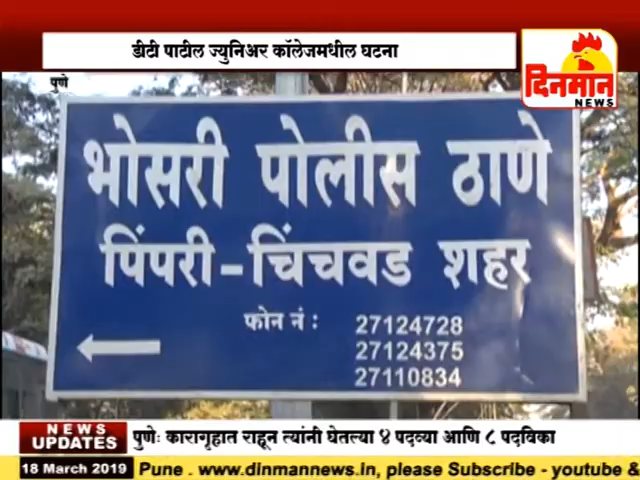 डीटी पाटील ज्युनिअर कॉलेजमधील घटना
पुणे
दिनमान
NEWS
भोसरी पोलीस ठाणे
पिंपरी-चिंचवड शहर
फोन नं : 27124728
27124375
27110834
NEWS
UPDATES
पुणेः कारागृहात राहून त्यांनी घेतल्या ४ पदव्या आणि ८ पदविका
18 March 2019
Pune . www.dinmannews.in, please Subscribe - youtube &